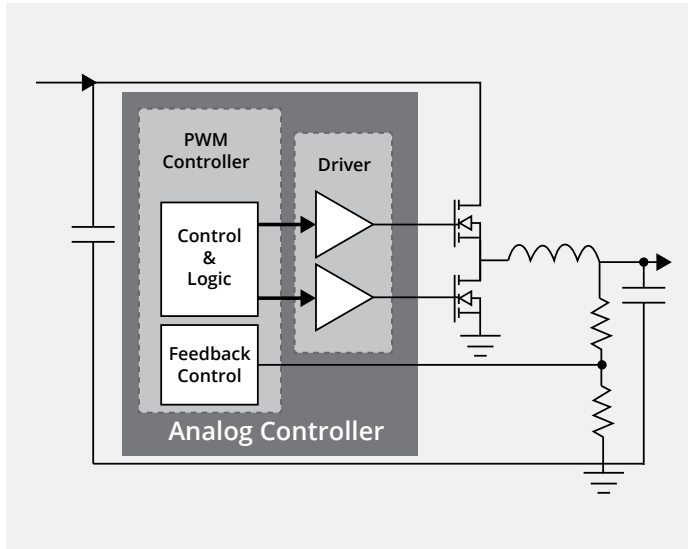 PWM
Controller
Driver
Control
&
Logic
Feedback
Control
Analog Controller